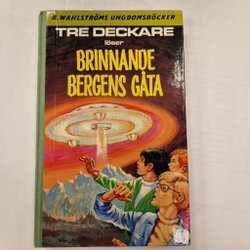 B. WAHLSTRÖMS UNGDOMSBÖCKER
TRE DECKARE
löser
BRINNANDE
BERGENS GÅTA